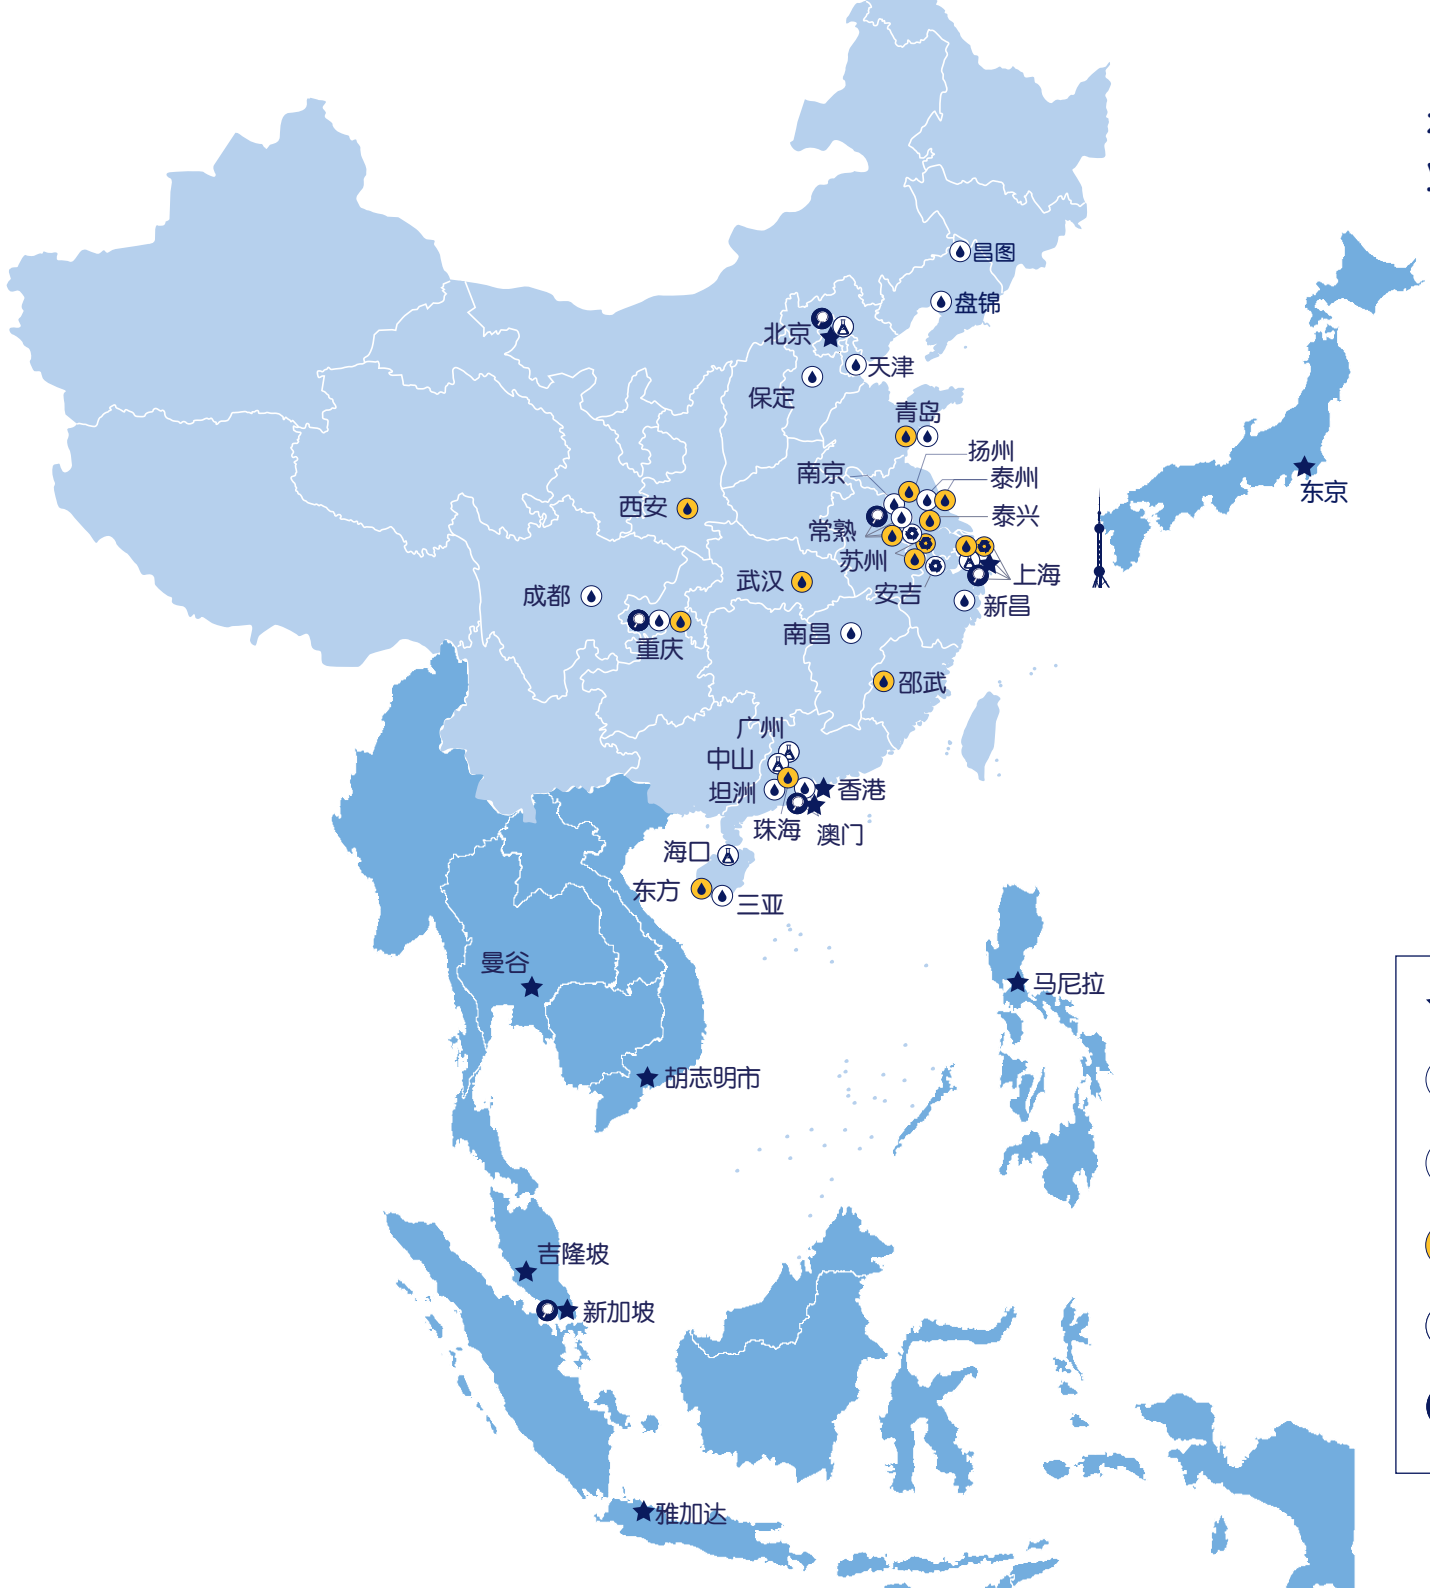 昌图
盘锦
北京
天津
保定
青岛
扬州
南京
泰州
西安
常熟
泰兴
苏州
上海
武汉
安吉
成都
新昌
南昌
重庆
邵武
广州
中山
坦洲
香港
珠海
澳门
海口
东方
三亚
东京
曼谷
马尼拉
胡志明市
吉隆坡
新加坡
雅加达